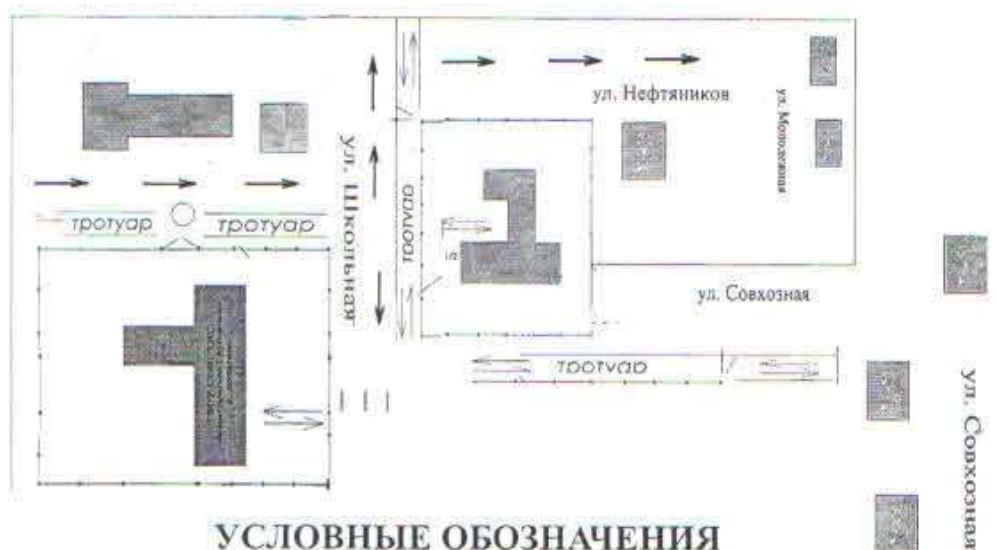 ул. Нефтяников
ул. Молодежная
ул. Школьная
тротуар
тротуар
тротуар
ул. Совхозная
тротуар
ул. Совхозная
УСЛОВНЫЕ ОБОЗНАЧЕНИЯ